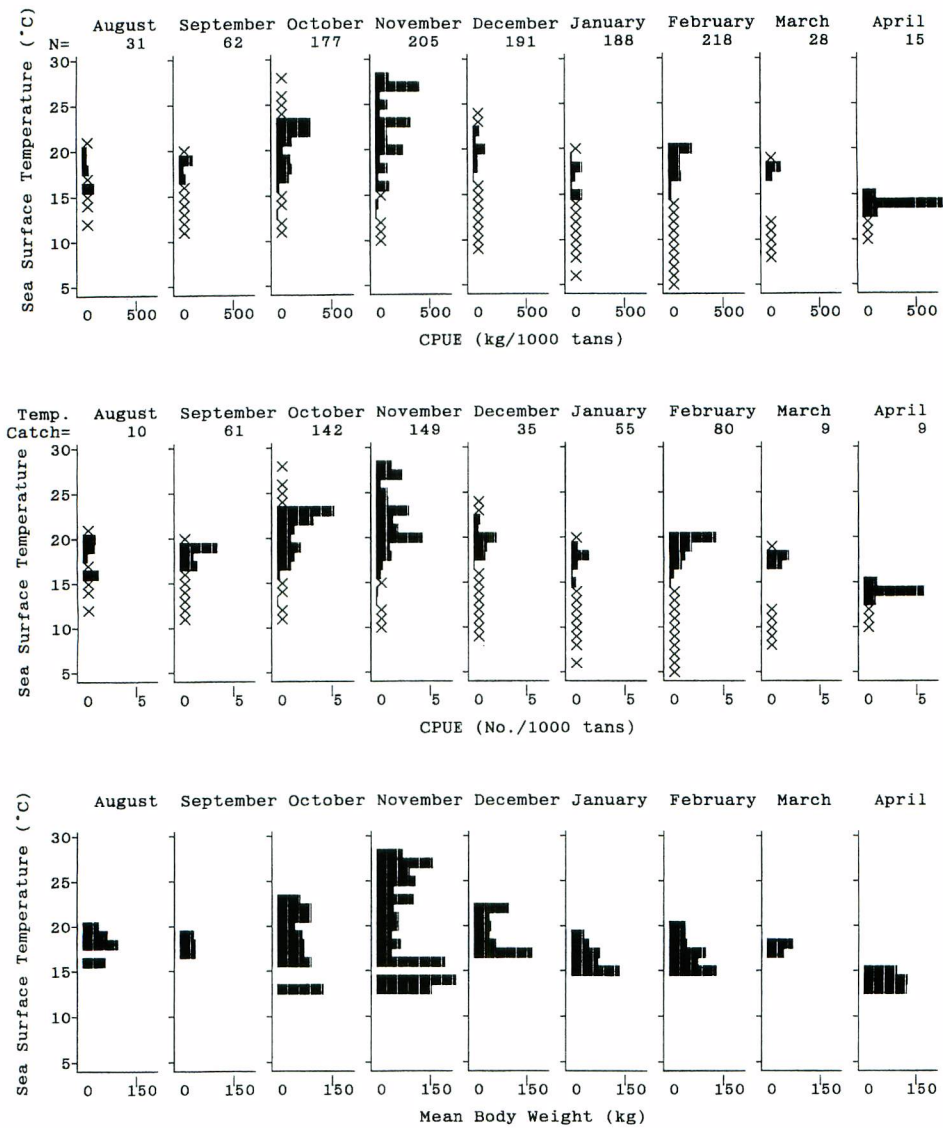 August September October November December January February March April
N= 31 62 177 205 191 188 218 28 15
Sea Surface Temperature (°C)
30
25
20
15
10
5
0 500 0 500 0 500 0 500 0 500 0 500 0 500 0 500 0 500
CPUE (kg/1000 tans)
Temp. August September October November December January February March April
Catch= 10 61 142 149 35 55 80 9 9
Sea Surface Temperature
30
25
20
15
10
5
0 5 0 5 0 5 0 5 0 5 0 5 0 5 0 5 0 5
CPUE (No./1000 tans)
August September October November December January February March April
Sea Surface Temperature (°C)
30
25
20
15
10
5
0 150 0 150 0 150 0 150 0 150 0 150 0 150 0 150 0 150
Mean Body Weight (kg)